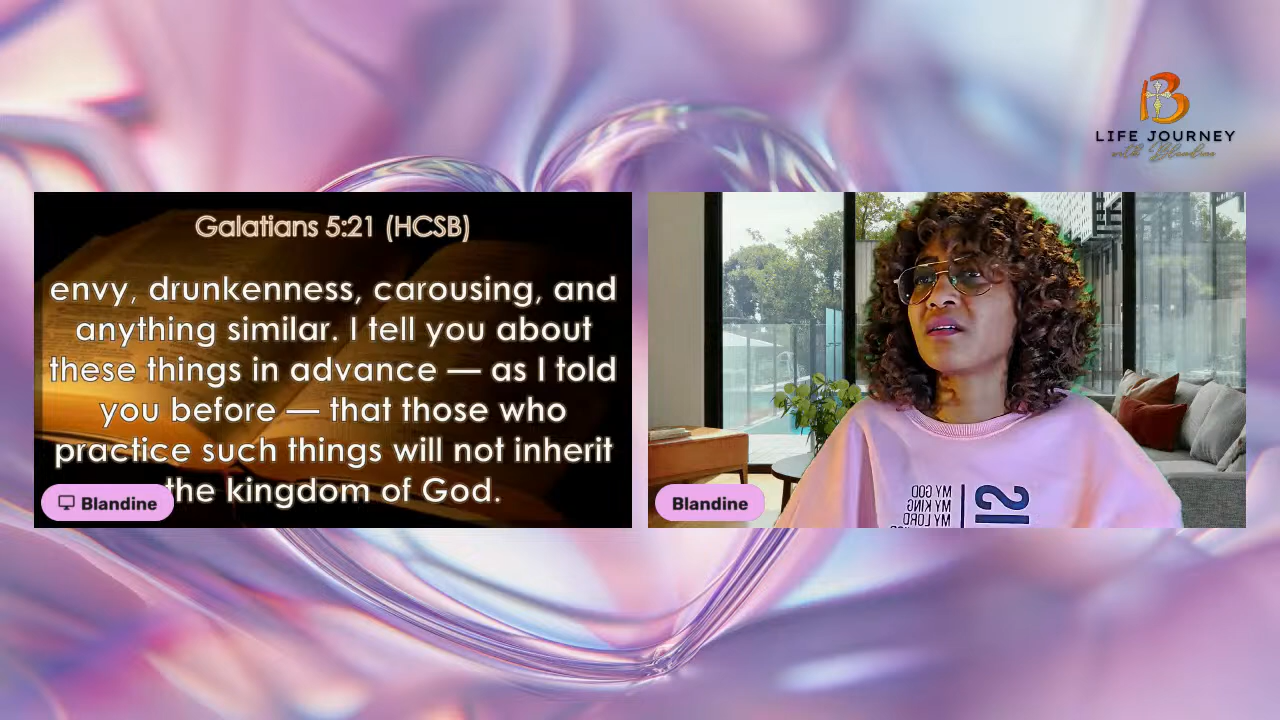 LIFE JOURNEY
with Blandine
Galatians 5:21 (HCSB)
envy, drunkenness, carousing, and
anything similar. I tell you about
these things in advance — as I told
you before — that those who
practice such things will not inherit
the kingdom of God.
Blandine
Blandine
MY GOD
MY KING
MY LORD